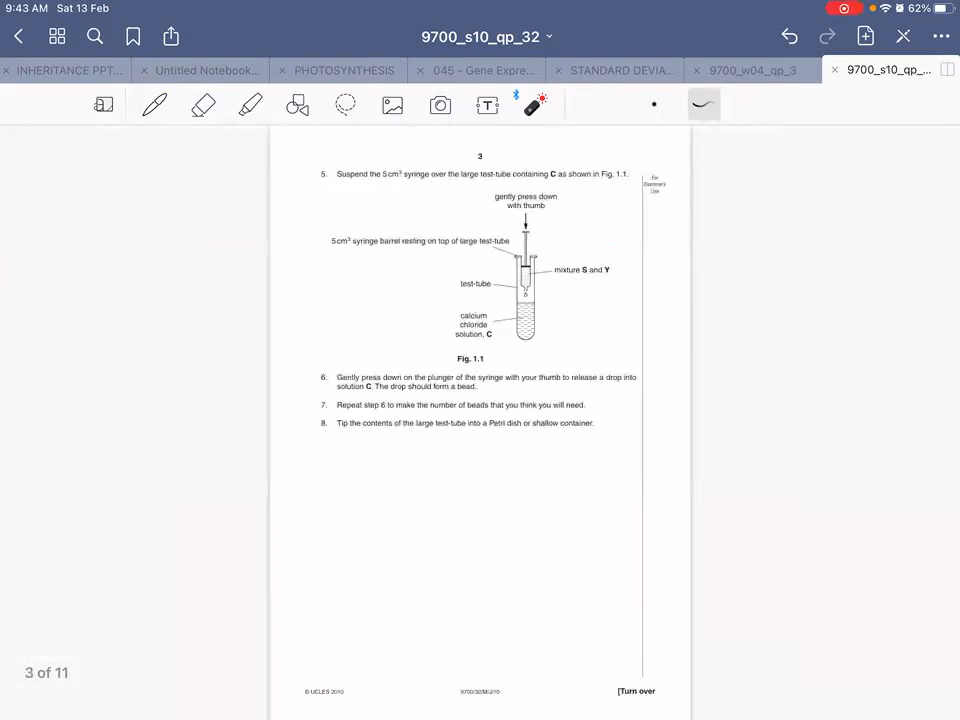 9:43 AM Sat 13 Feb
62%
9700_s10_qp_32
INHERITANCE PPT...
Untitled Notebook...
PHOTOSYNTHESIS
045 - Gene Expre...
STANDARD DEVIA...
9700_w04_qp_3
9700_s10_qp_...
3
5. Suspend the 5 cm³ syringe over the large test-tube containing C as shown in Fig. 1.1.
For
Examiner's
Use
gently press down
with thumb
5 cm³ syringe barrel resting on top of large test-tube
mixture S and Y
test-tube
calcium
chloride
solution, C
Fig. 1.1
6. Gently press down on the plunger of the syringe with your thumb to release a drop into
solution C. The drop should form a bead.
7. Repeat step 6 to make the number of beads that you think you will need.
8. Tip the contents of the large test-tube into a Petri dish or shallow container.
3 of 11
© UCLES 2010
9700/32/M/J/10
[Turn over